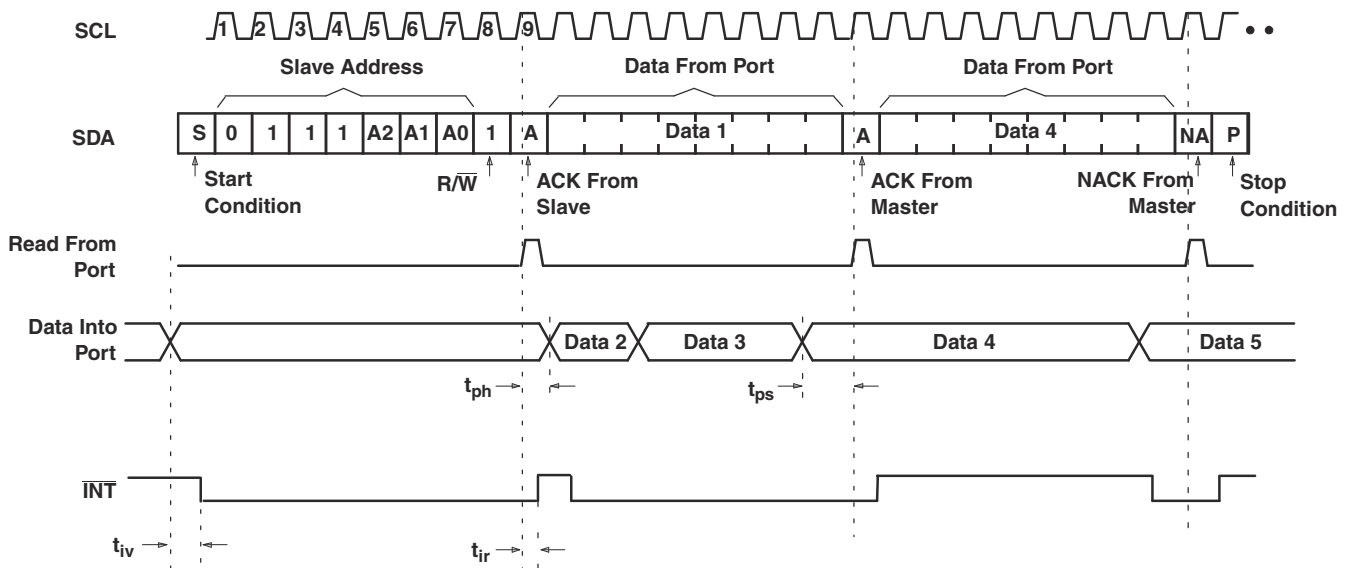 SCL 1 2 3 4 5 6 7 8 9
Slave Address Data From Port Data From Port
SDA S 0 1 1 1 A2 A1 A0 1 A Data 1 A Data 4 NA P
Start
Condition
R/W̅
ACK From
Slave
ACK From
Master
NACK From
Master
Stop
Condition
Read From
Port
Data Into
Port
Data 2 Data 3 Data 4 Data 5
tph tps
I̅N̅T̅
tiv tir